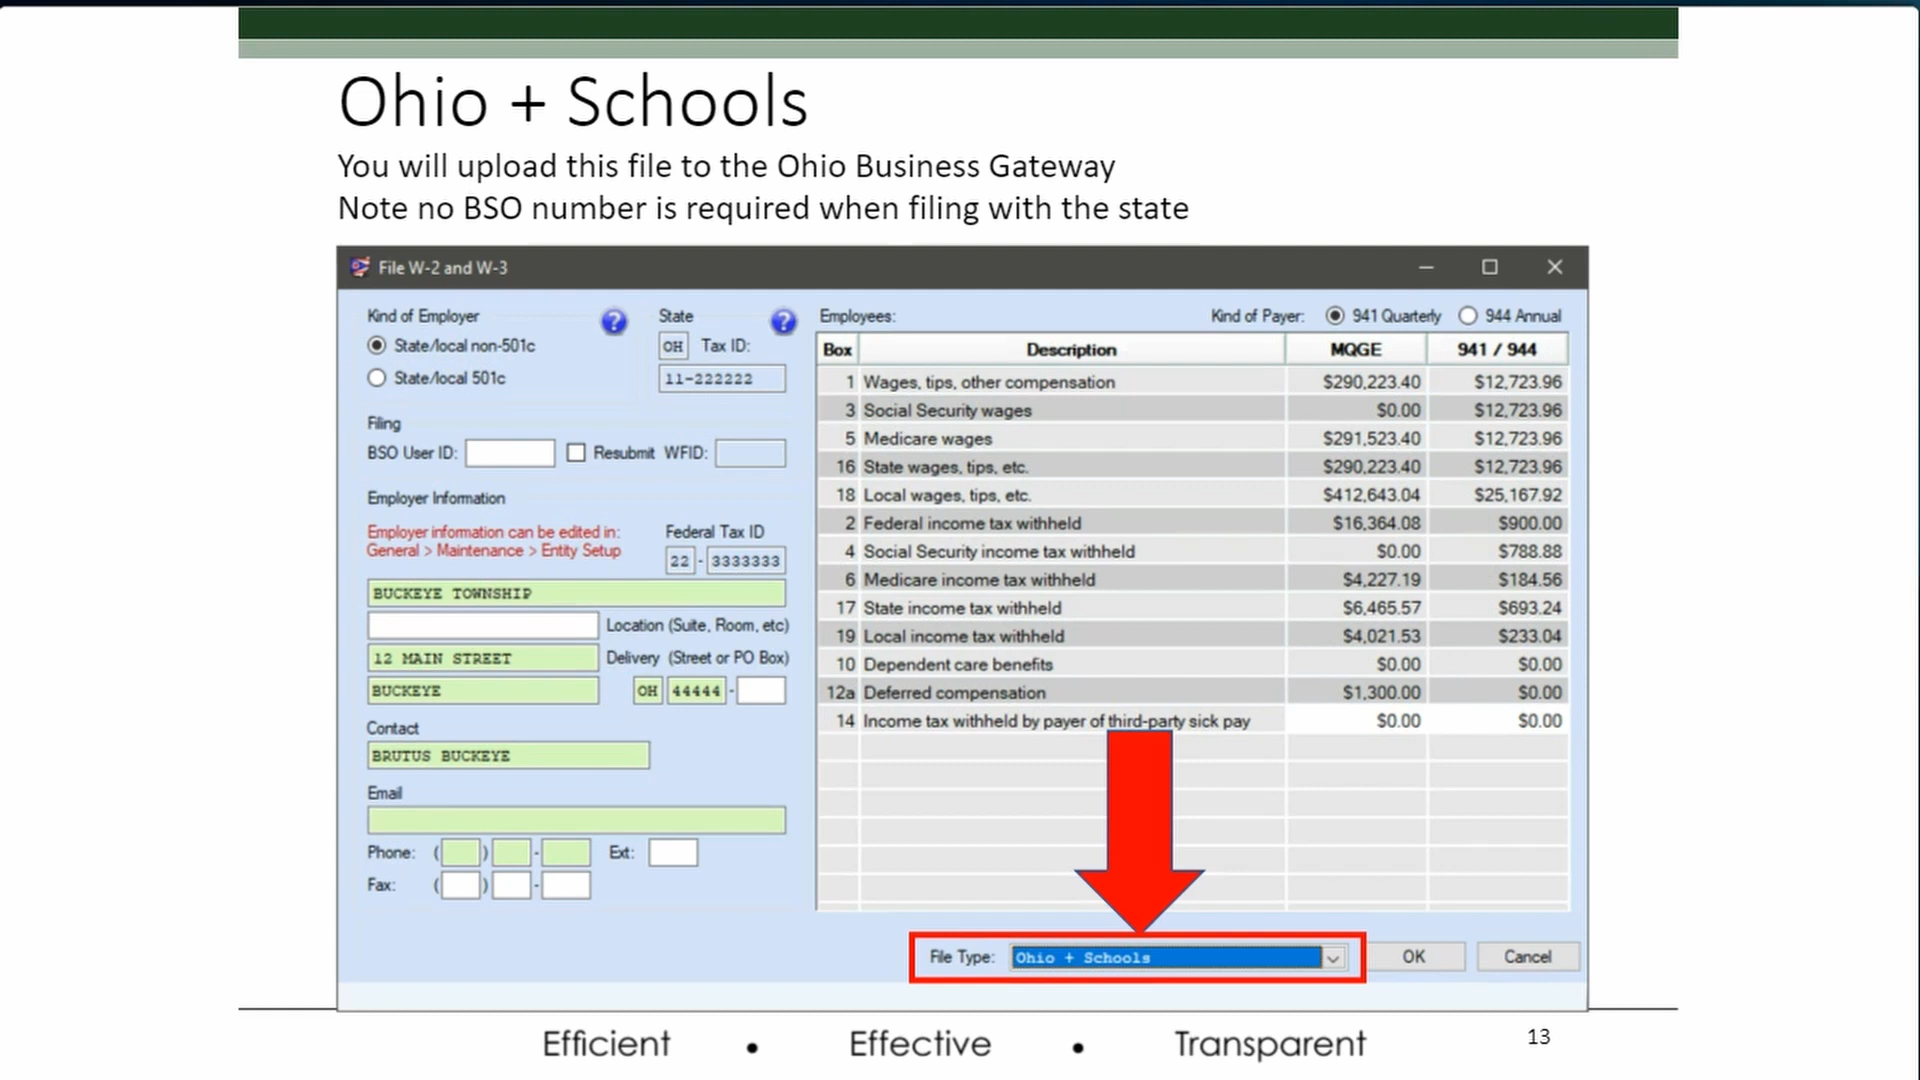 Ohio + Schools
You will upload this file to the Ohio Business Gateway
Note no BSO number is required when filing with the state
File W-2 and W-3
Kind of Employer
State/local non-501c
State/local 501c
State
OH Tax ID:
11-222222
Filing
BSO User ID: Resubmit WFID:
Employer Information
Employer information can be edited in:
General > Maintenance > Entity Setup
Federal Tax ID
22 - 3333333
BUCKEYE TOWNSHIP
Location (Suite, Room, etc)
12 MAIN STREET Delivery (Street or PO Box)
BUCKEYE OH 44444 -
Contact
BRUTUS BUCKEYE
Email
Phone: ( ) - Ext:
Fax: ( ) -
Employees: Kind of Payer: 941 Quarterly 944 Annual
Box Description MQGE 941 / 944
1 Wages, tips, other compensation $290,223.40 $12,723.96
3 Social Security wages $0.00 $12,723.96
5 Medicare wages $291,523.40 $12,723.96
16 State wages, tips, etc. $290,223.40 $12,723.96
18 Local wages, tips, etc. $412,643.04 $25,167.92
2 Federal income tax withheld $16,364.08 $900.00
4 Social Security income tax withheld $0.00 $788.88
6 Medicare income tax withheld $4,227.19 $184.56
17 State income tax withheld $6,465.57 $693.24
19 Local income tax withheld $4,021.53 $233.04
10 Dependent care benefits $0.00 $0.00
12a Deferred compensation $1,300.00 $0.00
14 Income tax withheld by payer of third-party sick pay $0.00 $0.00
File Type: Ohio + Schools OK Cancel
Efficient • Effective • Transparent 13